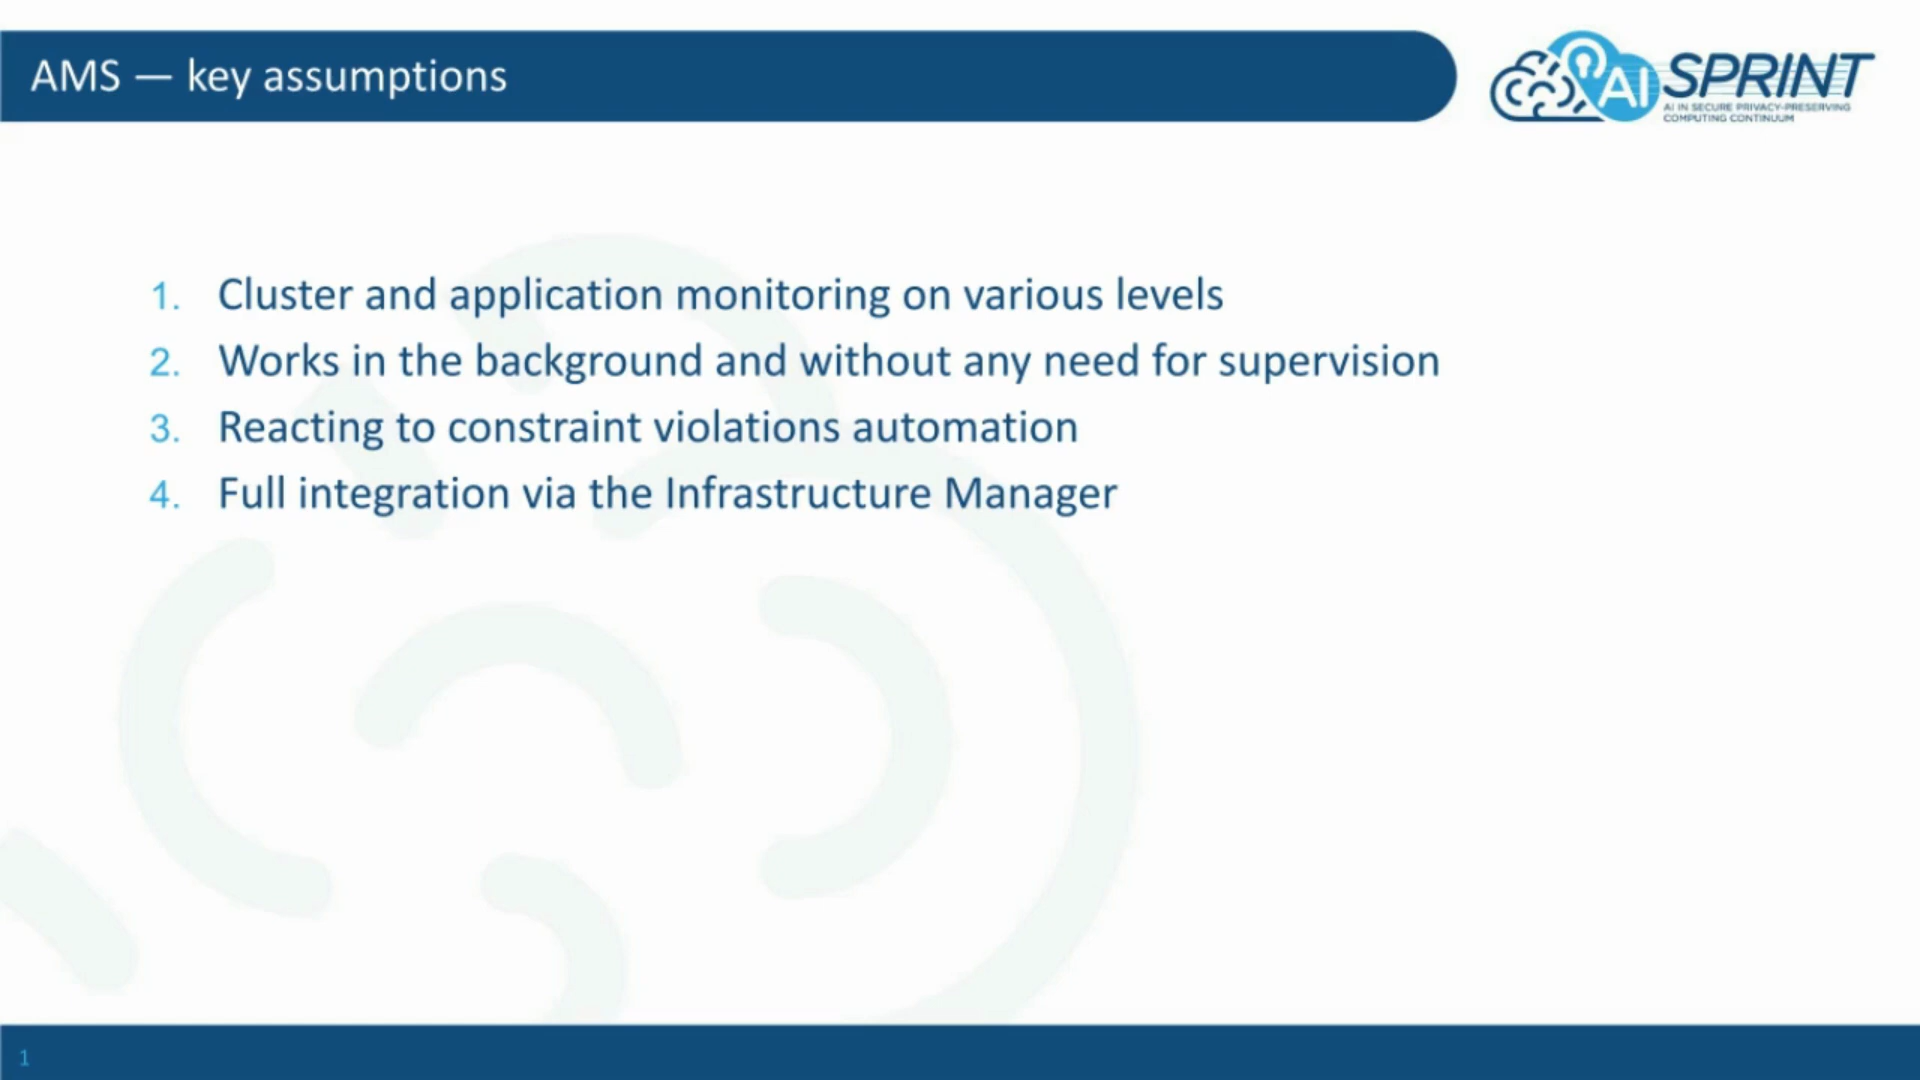 AMS — key assumptions
AI SPRINT
AI IN SECURE PRIVACY-PRESERVING
COMPUTING CONTINUUM
1. Cluster and application monitoring on various levels
2. Works in the background and without any need for supervision
3. Reacting to constraint violations automation
4. Full integration via the Infrastructure Manager
1